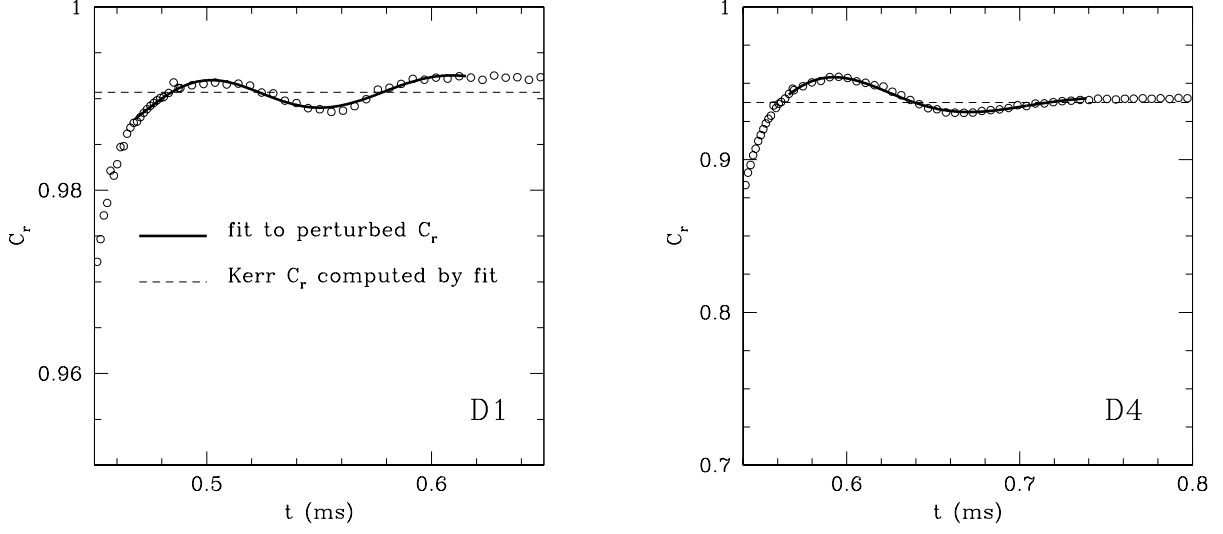 1
0.98
0.96
C_r
fit to perturbed C_r
Kerr C_r computed by fit
D1
0.5
0.6
t (ms)
1
0.9
0.8
0.7
C_r
D4
0.6
0.7
0.8
t (ms)